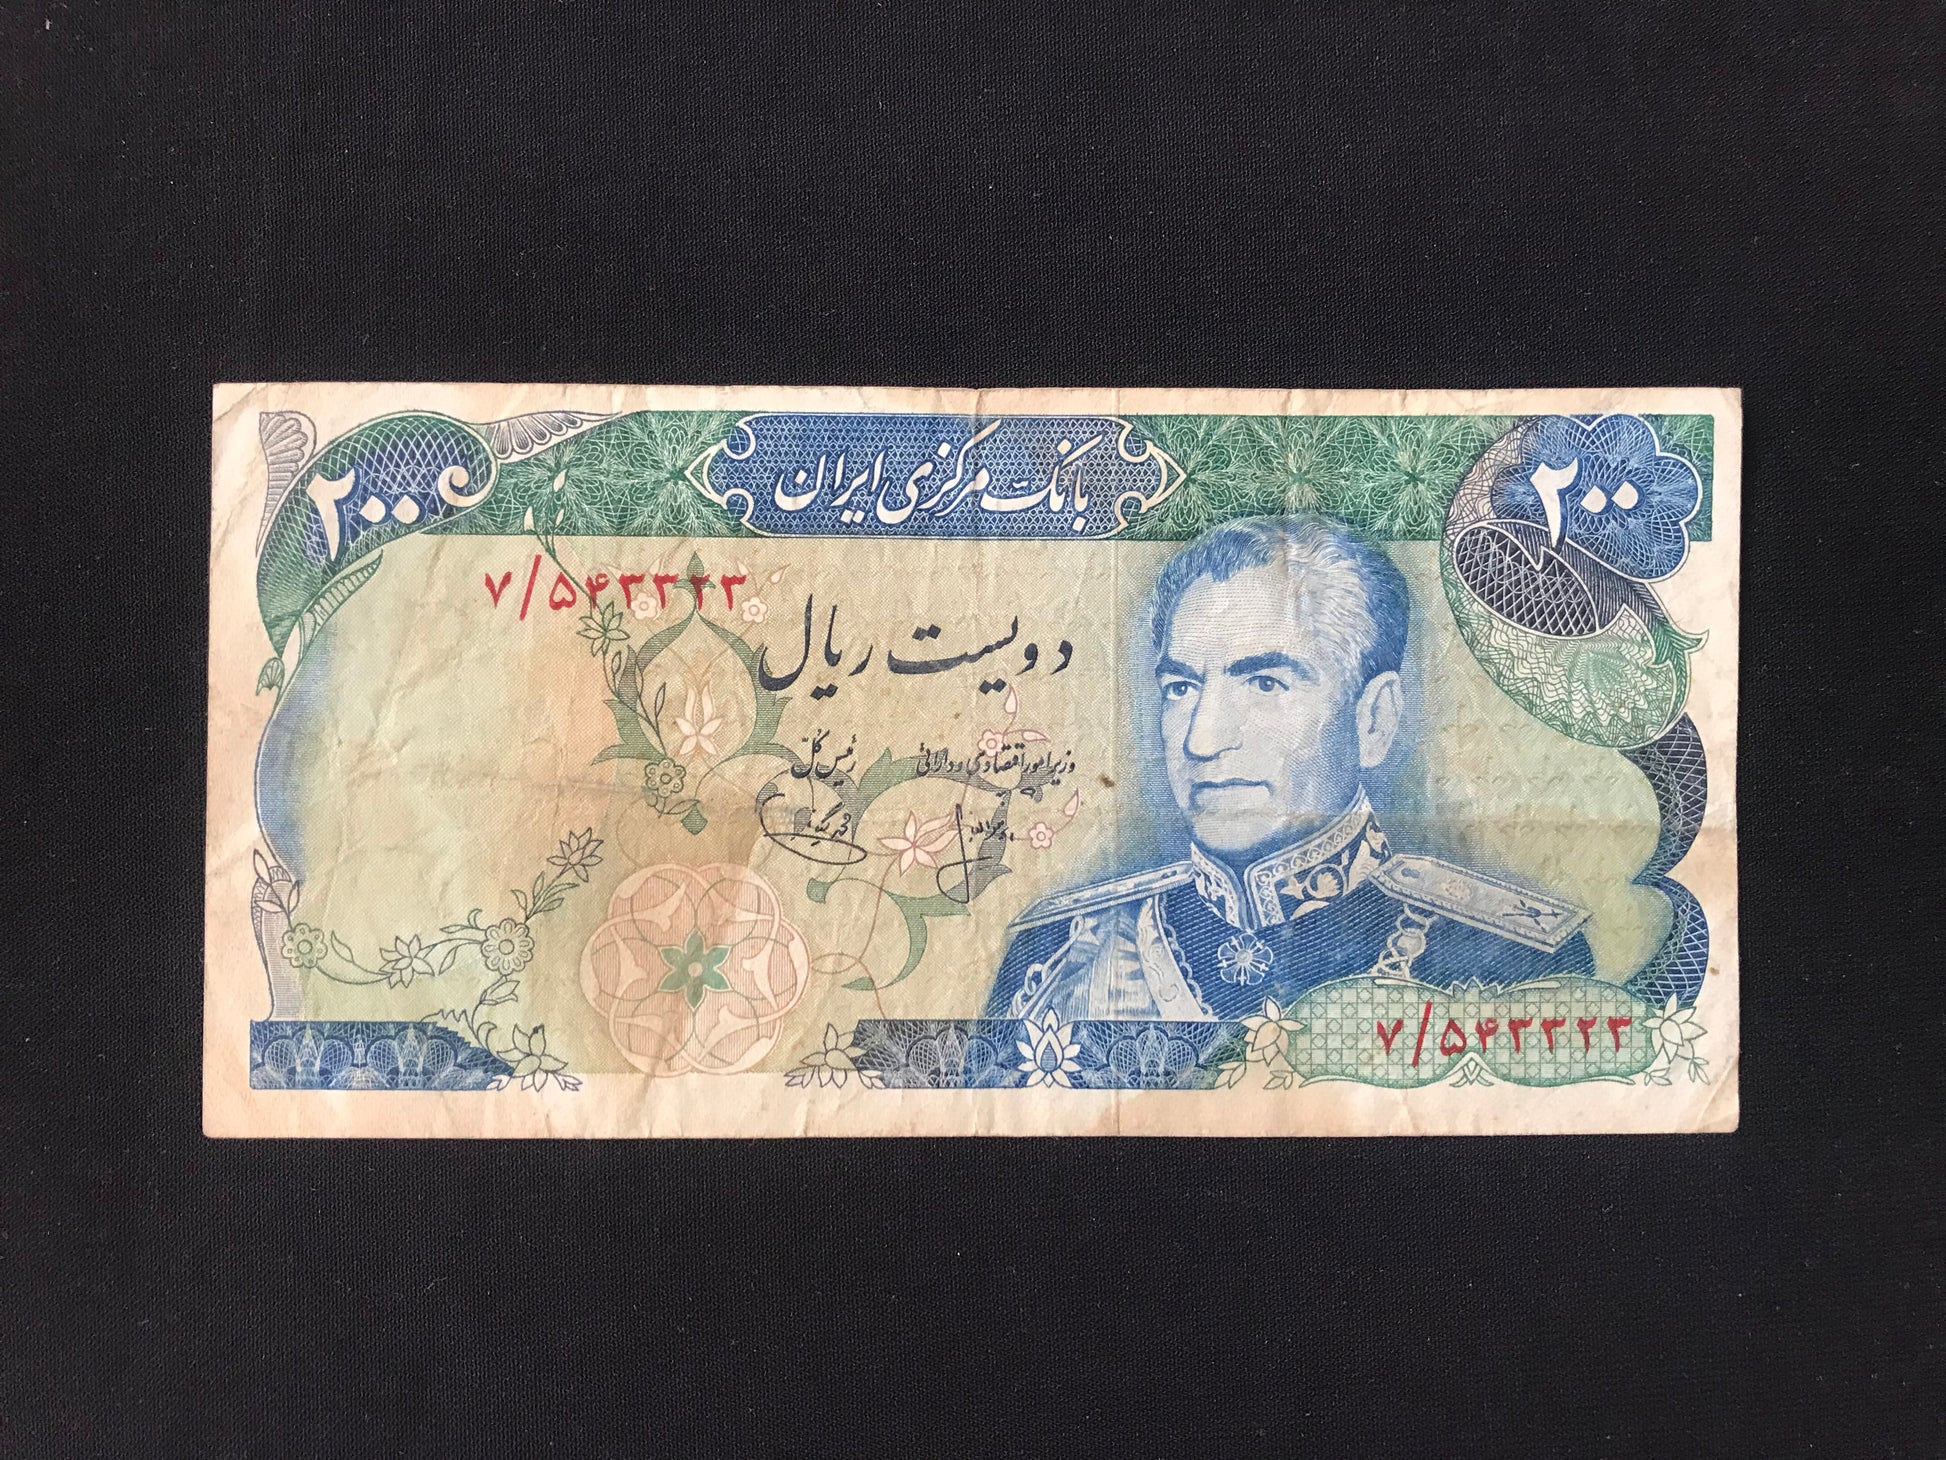 بانک مرکزی ایران
۲۰۰
۲۰۰
۷/۵۴۳۳۲۳
دویست ریال
وزیر امور اقتصادی و دارائی
رئیس کل
۷/۵۴۳۳۲۳